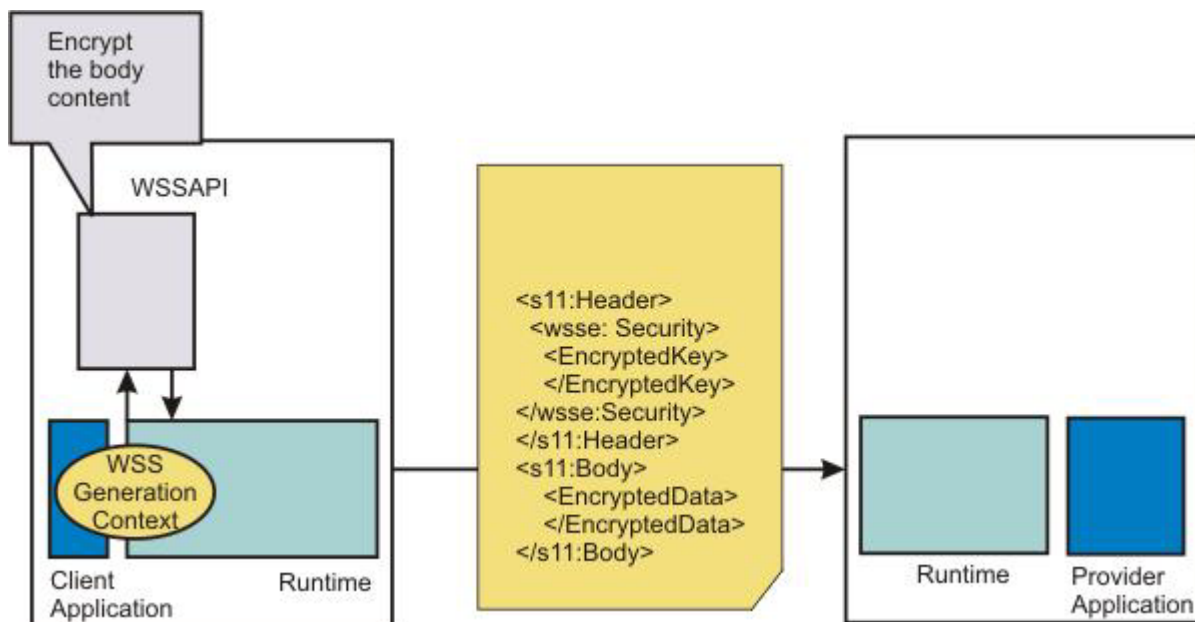 Encrypt
the body
content
WSSAPI
WSS
Generation
Context
Client
Application
Runtime
<s11:Header>
<wsse: Security>
<EncryptedKey>
</EncryptedKey>
</wsse:Security>
</s11:Header>
<s11:Body>
<EncryptedData>
</EncryptedData>
</s11:Body>
Runtime
Provider
Application